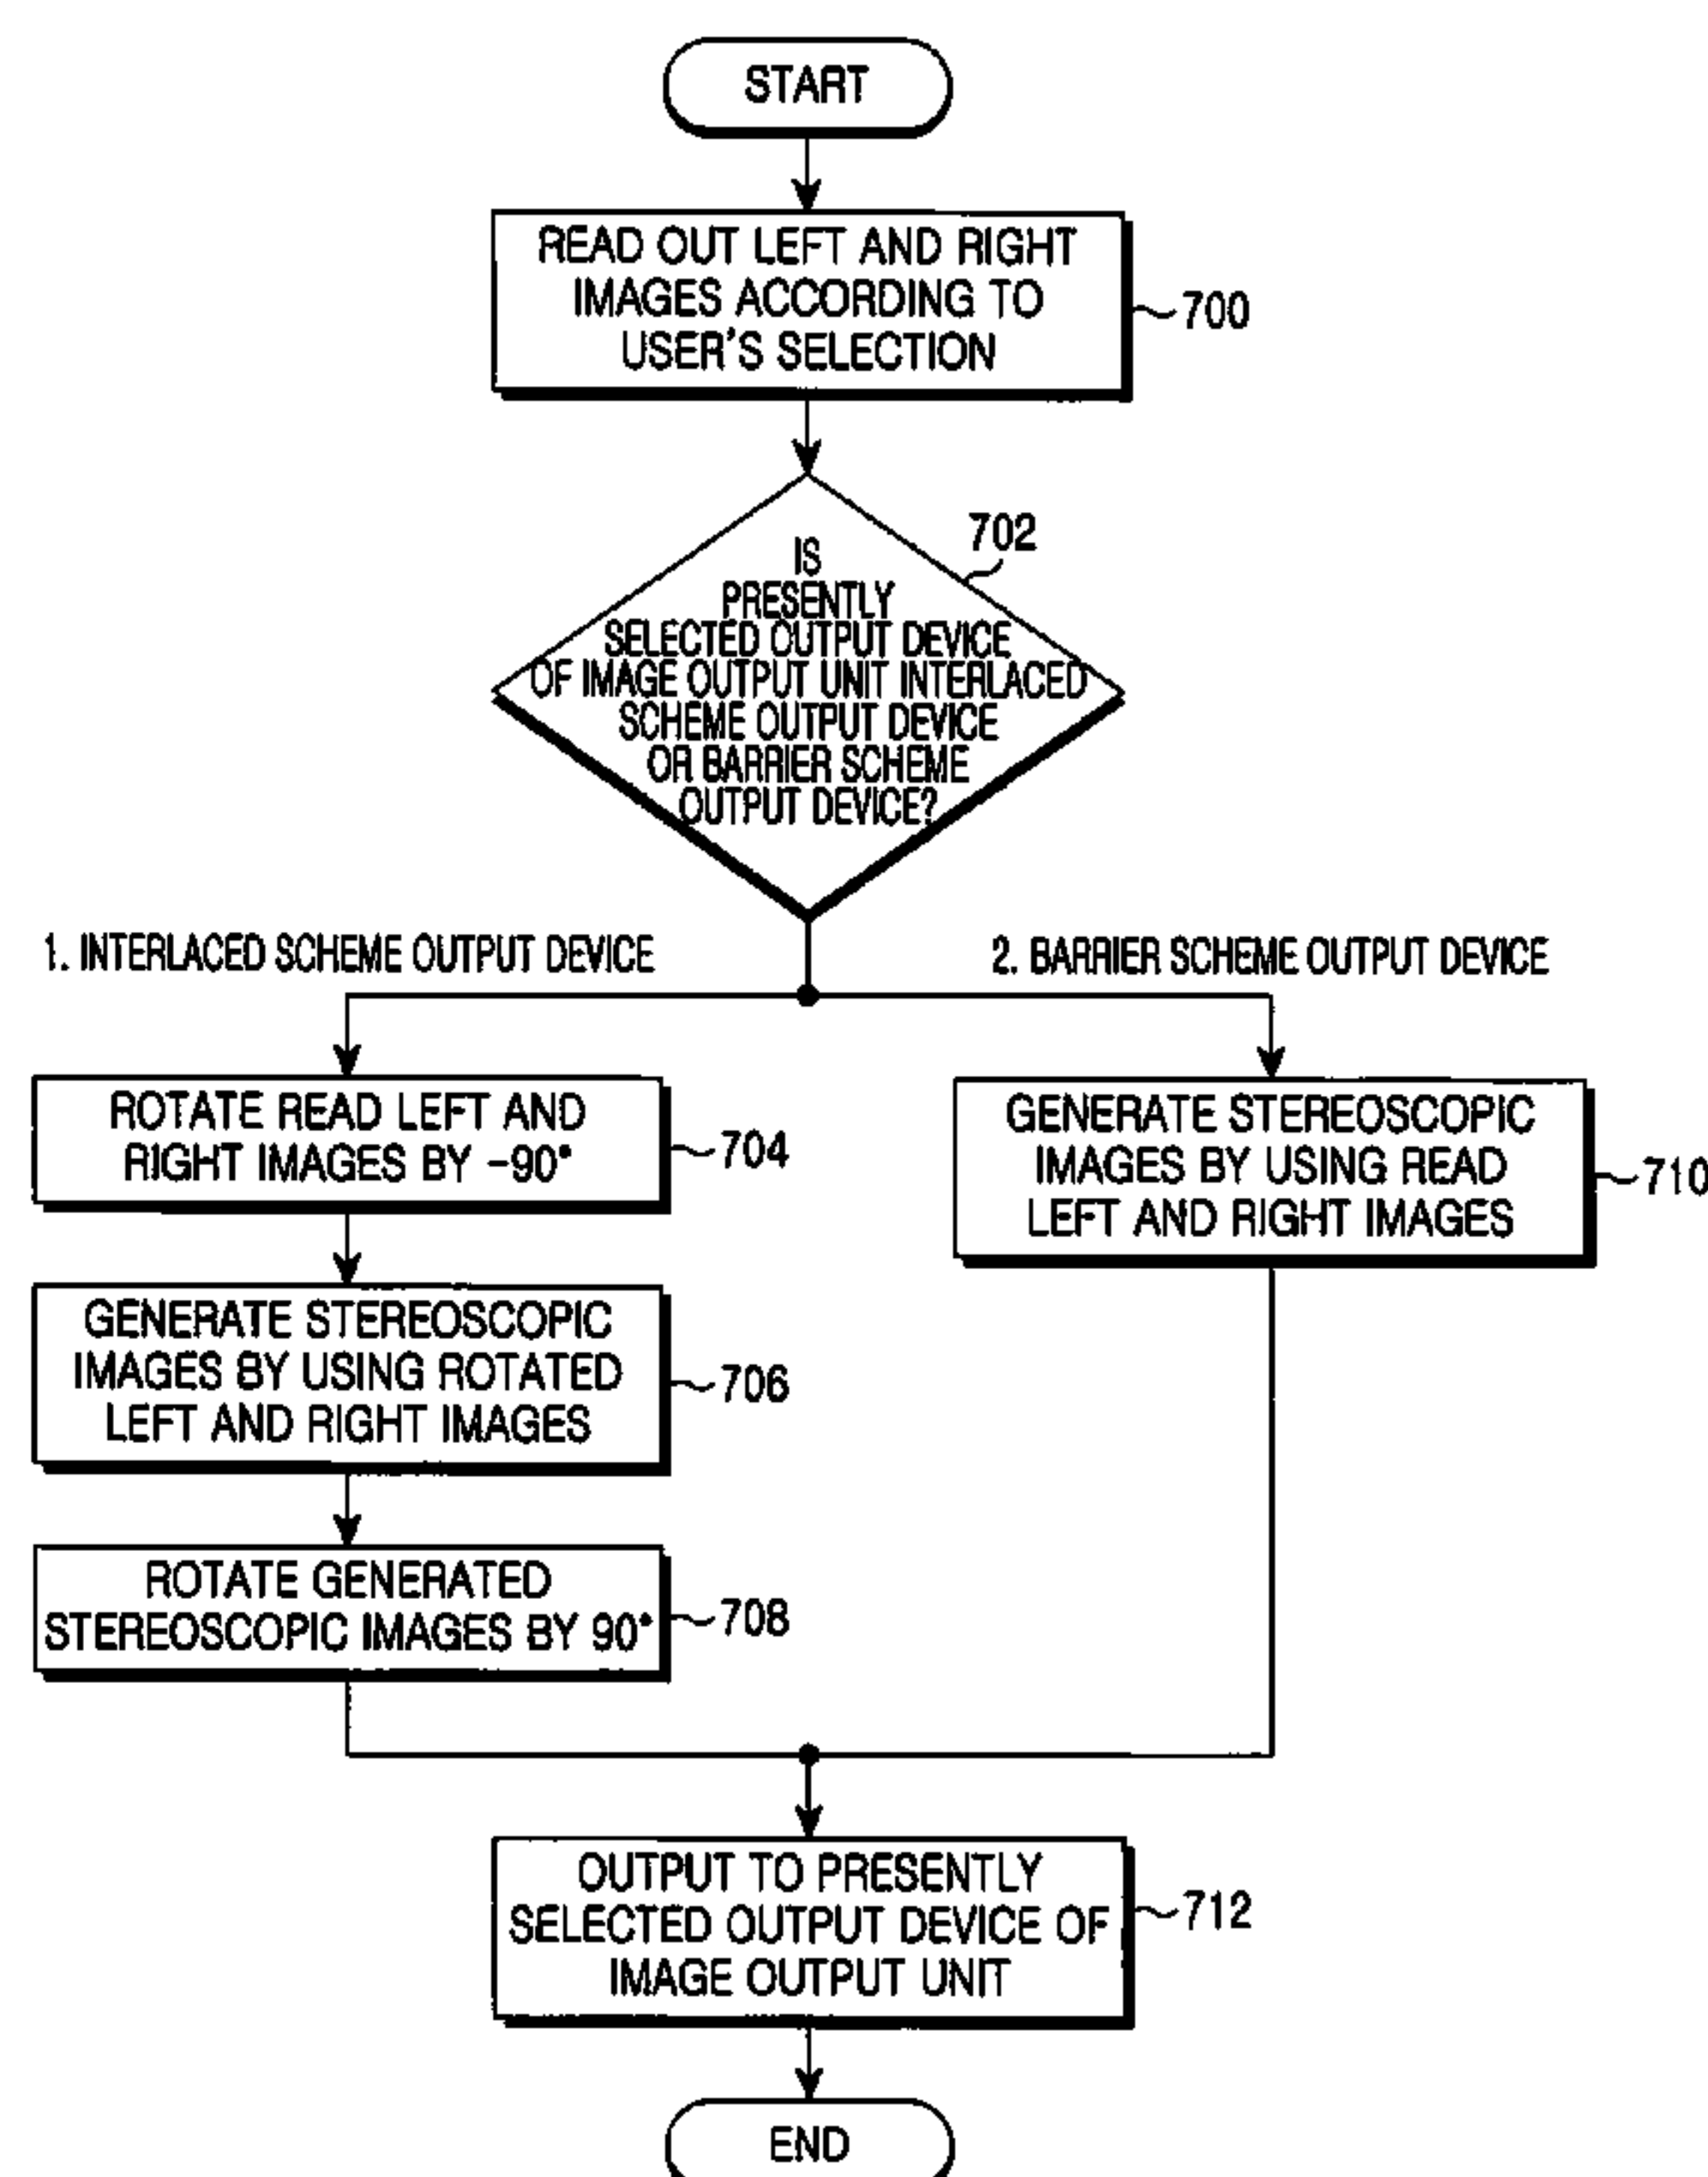 START
READ OUT LEFT AND RIGHT
IMAGES ACCORDING TO
USER'S SELECTION
700
702
IS
PRESENTLY
SELECTED OUTPUT DEVICE
OF IMAGE OUTPUT UNIT INTERLACED
SCHEME OUTPUT DEVICE
OR BARRIER SCHEME
OUTPUT DEVICE?
1. INTERLACED SCHEME OUTPUT DEVICE
2. BARRIER SCHEME OUTPUT DEVICE
ROTATE READ LEFT AND
RIGHT IMAGES BY -90°
704
GENERATE STEREOSCOPIC
IMAGES BY USING READ
LEFT AND RIGHT IMAGES
710
GENERATE STEREOSCOPIC
IMAGES BY USING ROTATED
LEFT AND RIGHT IMAGES
706
ROTATE GENERATED
STEREOSCOPIC IMAGES BY 90°
708
OUTPUT TO PRESENTLY
SELECTED OUTPUT DEVICE OF
IMAGE OUTPUT UNIT
712
END